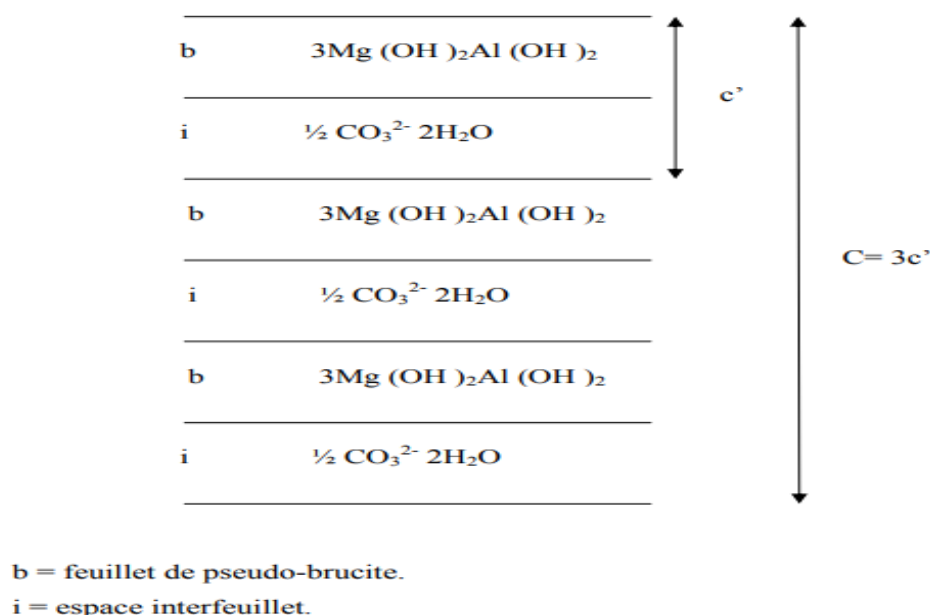 b 3Mg (OH )₂Al (OH )₂
c’
i ½ CO₃²⁻ 2H₂O
b 3Mg (OH )₂Al (OH )₂
C= 3c’
i ½ CO₃²⁻ 2H₂O
b 3Mg (OH )₂Al (OH )₂
i ½ CO₃²⁻ 2H₂O
b = feuillet de pseudo-brucite.
i = espace interfeuillet.